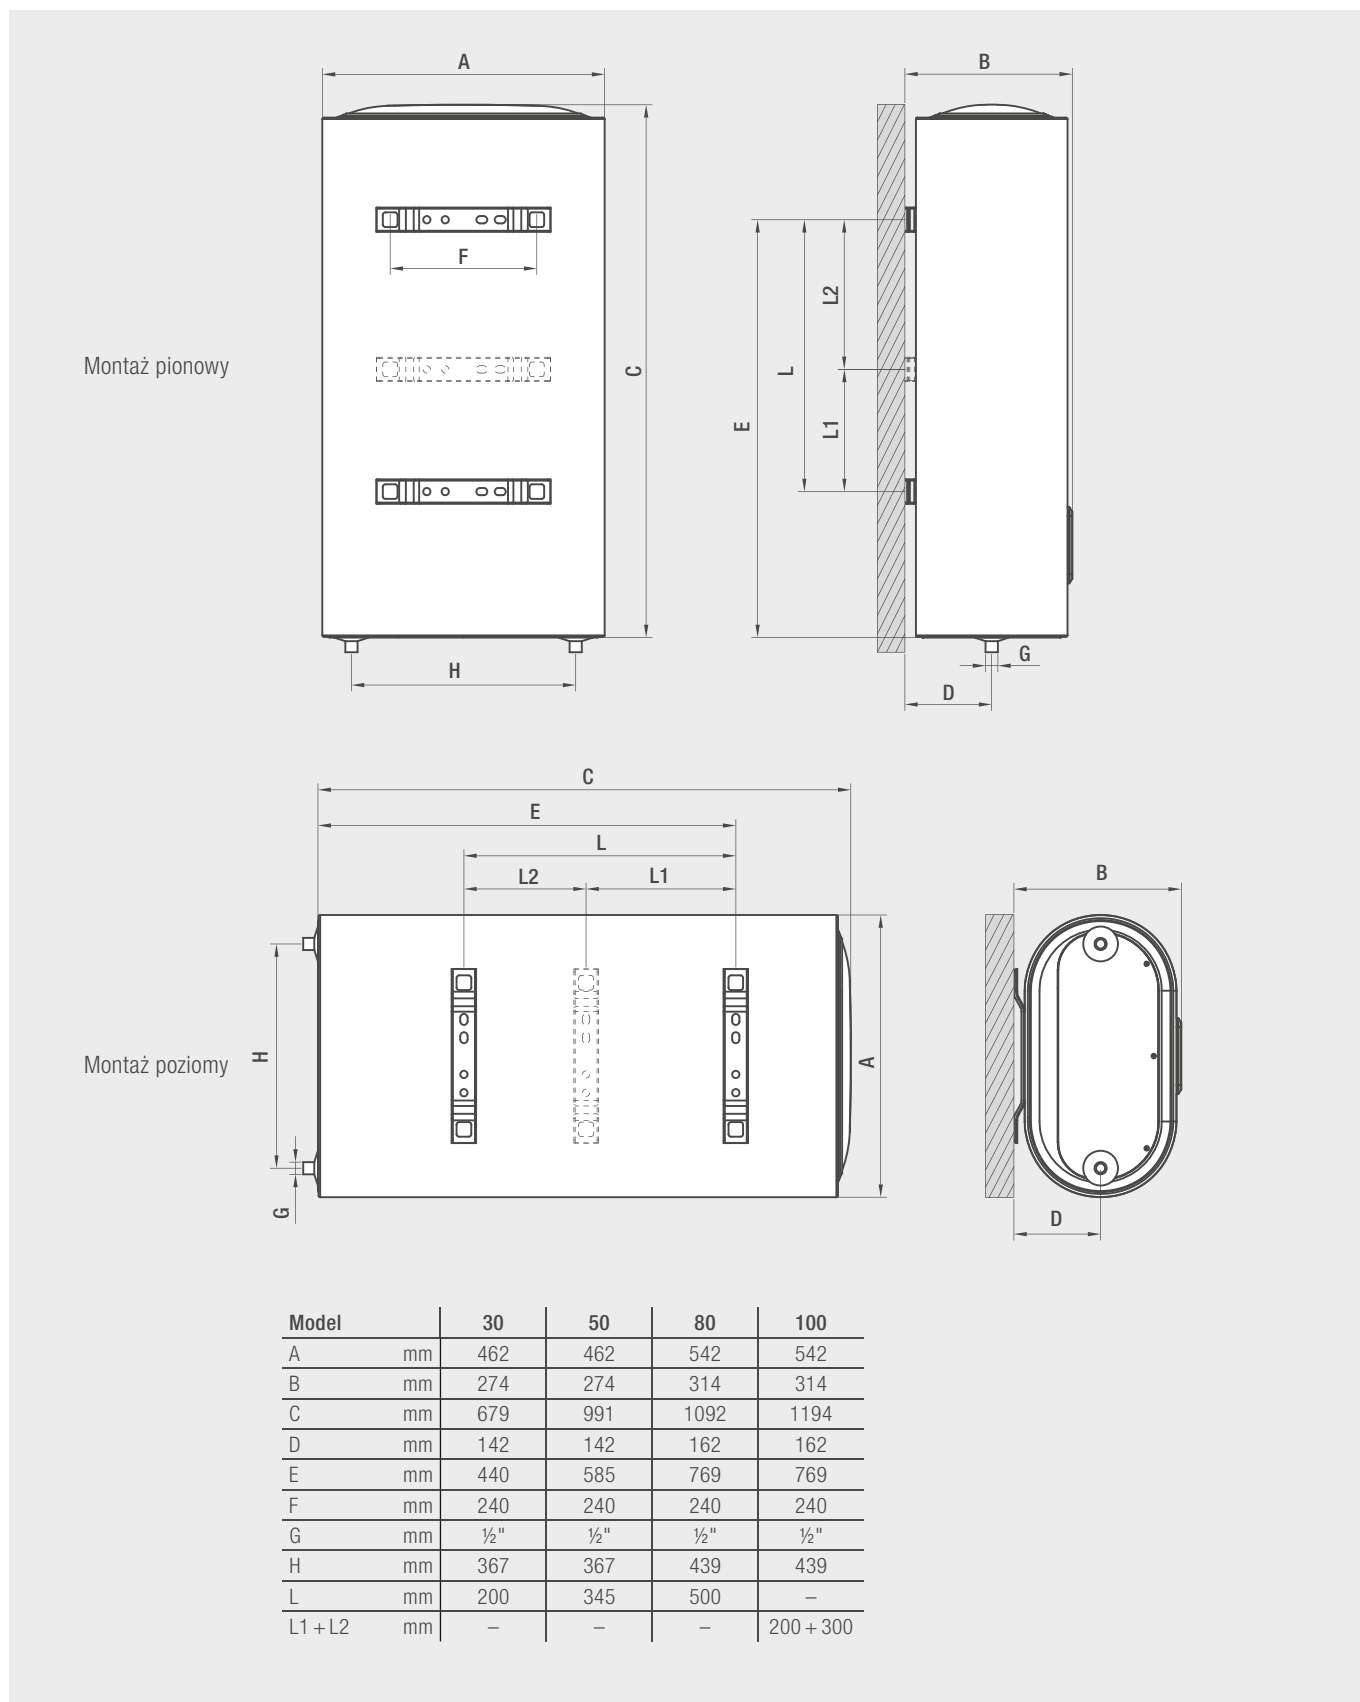 A
B
F
L2
Montaż pionowy
C
L
E
L1
H
G
D
C
E
L
L2
L1
B
Montaż poziomy
H
A
G
D
Model 30 50 80 100
A mm 462 462 542 542
B mm 274 274 314 314
C mm 679 991 1092 1194
D mm 142 142 162 162
E mm 440 585 769 769
F mm 240 240 240 240
G mm ½" ½" ½" ½"
H mm 367 367 439 439
L mm 200 345 500 –
L1 + L2 mm – – – 200 + 300